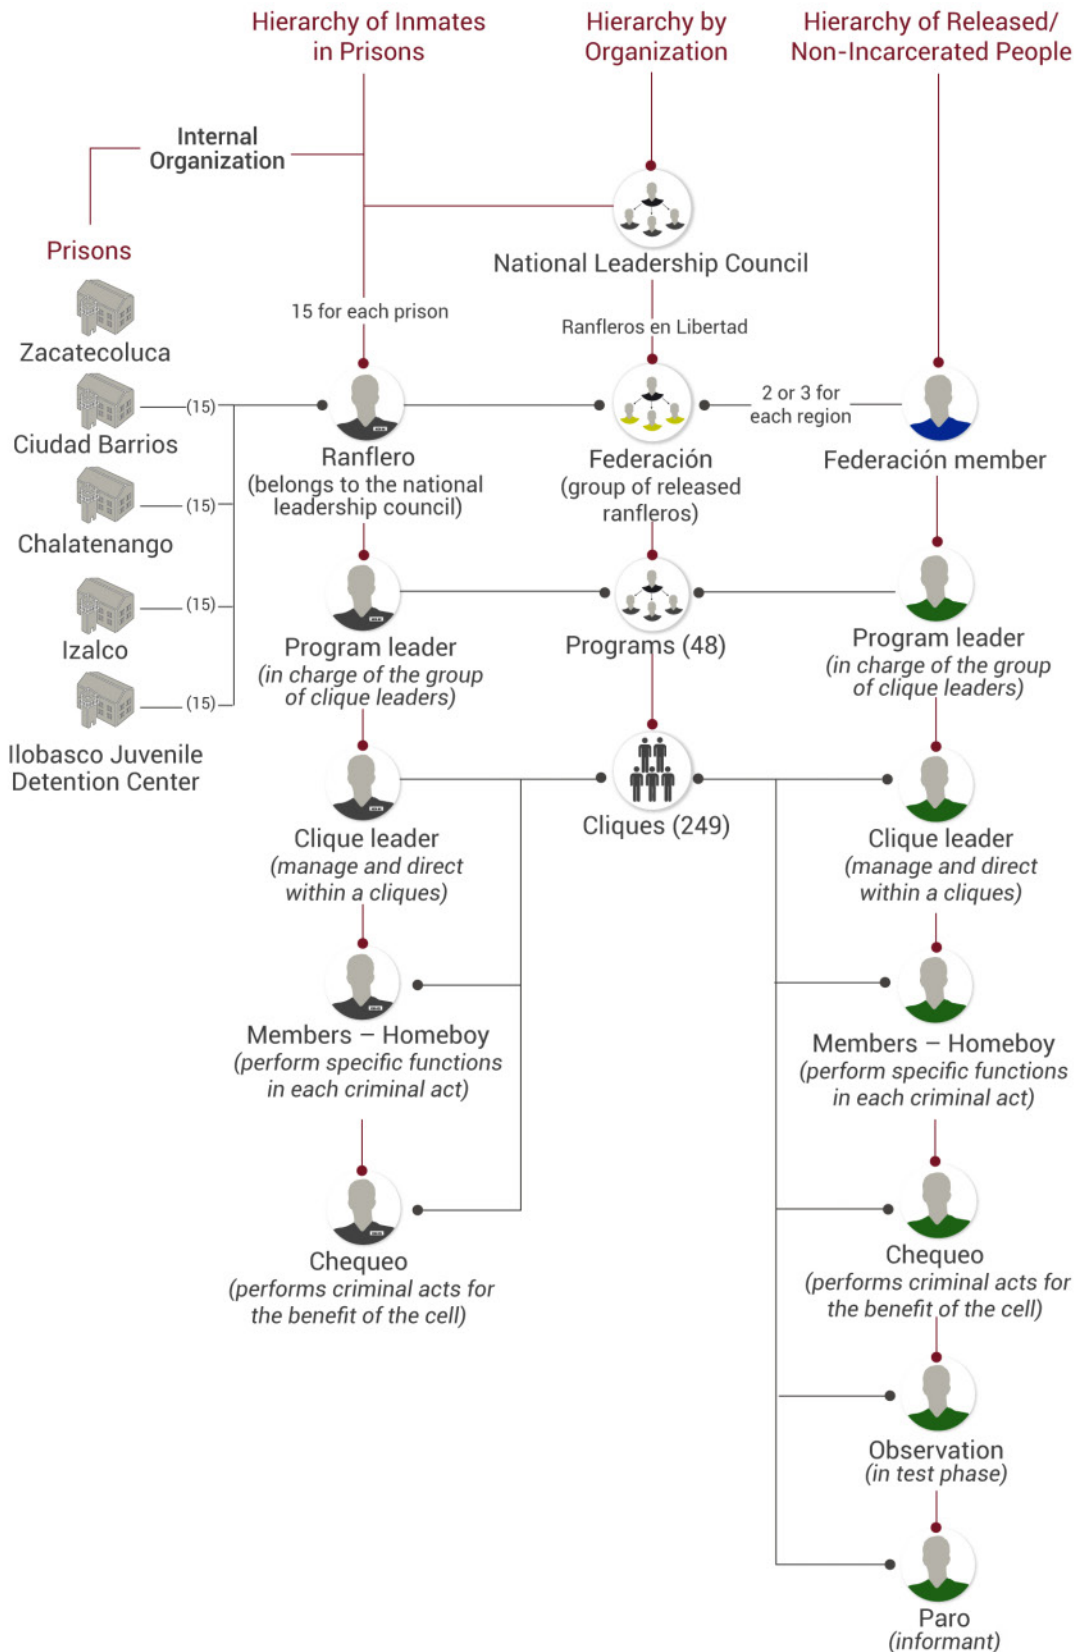 Hierarchy of Inmates
in Prisons
Hierarchy by
Organization
Hierarchy of Released/
Non-Incarcerated People
Internal
Organization
Prisons
National Leadership Council
15 for each prison
Ranfleros en Libertad
Zacatecoluca
(15)
Ciudad Barrios
(15)
Chalatenango
(15)
Izalco
(15)
Ilobasco Juvenile
Detention Center
Ranflero
(belongs to the national
leadership council)
Federación
(group of released
ranfleros)
2 or 3 for
each region
Federación member
Program leader
(in charge of the group
of clique leaders)
Programs (48)
Program leader
(in charge of the group
of clique leaders)
Clique leader
(manage and direct
within a cliques)
Cliques (249)
Clique leader
(manage and direct
within a cliques)
Members – Homeboy
(perform specific functions
in each criminal act)
Members – Homeboy
(perform specific functions
in each criminal act)
Chequeo
(performs criminal acts for
the benefit of the cell)
Chequeo
(performs criminal acts for
the benefit of the cell)
Observation
(in test phase)
Paro
(informant)